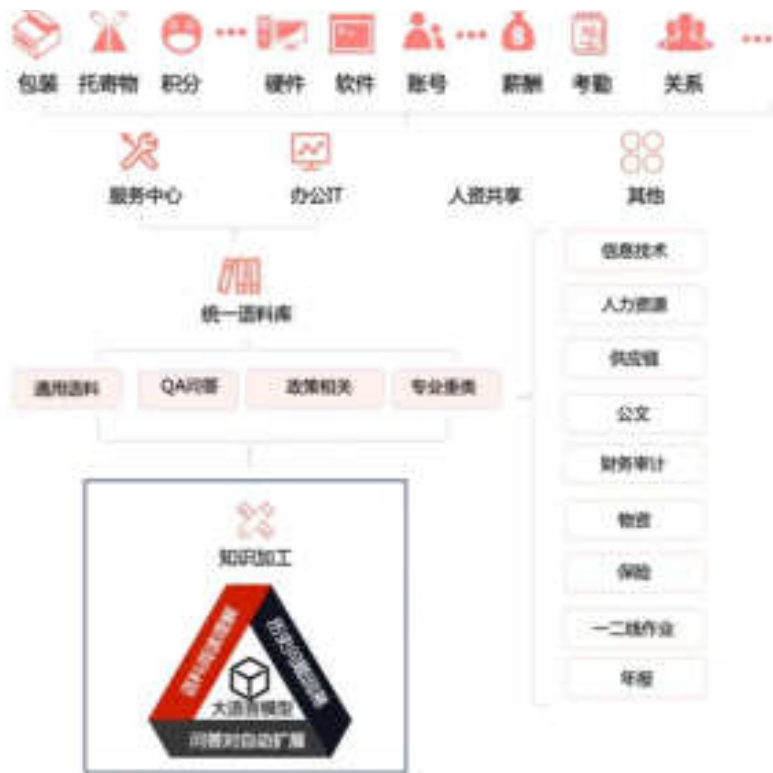 包装 托寄物 积分 … 硬件 软件 账号 … 薪酬 考勤 关系 …
服务中心 办公IT 人资共享 其他
统一语料库
通用语料 QA问答 政策相关 专业垂类
信息技术
人力资源
供应链
公文
财务审计
物资
保险
一二线作业
年报
知识加工
大语言模型
问答对自动扩展